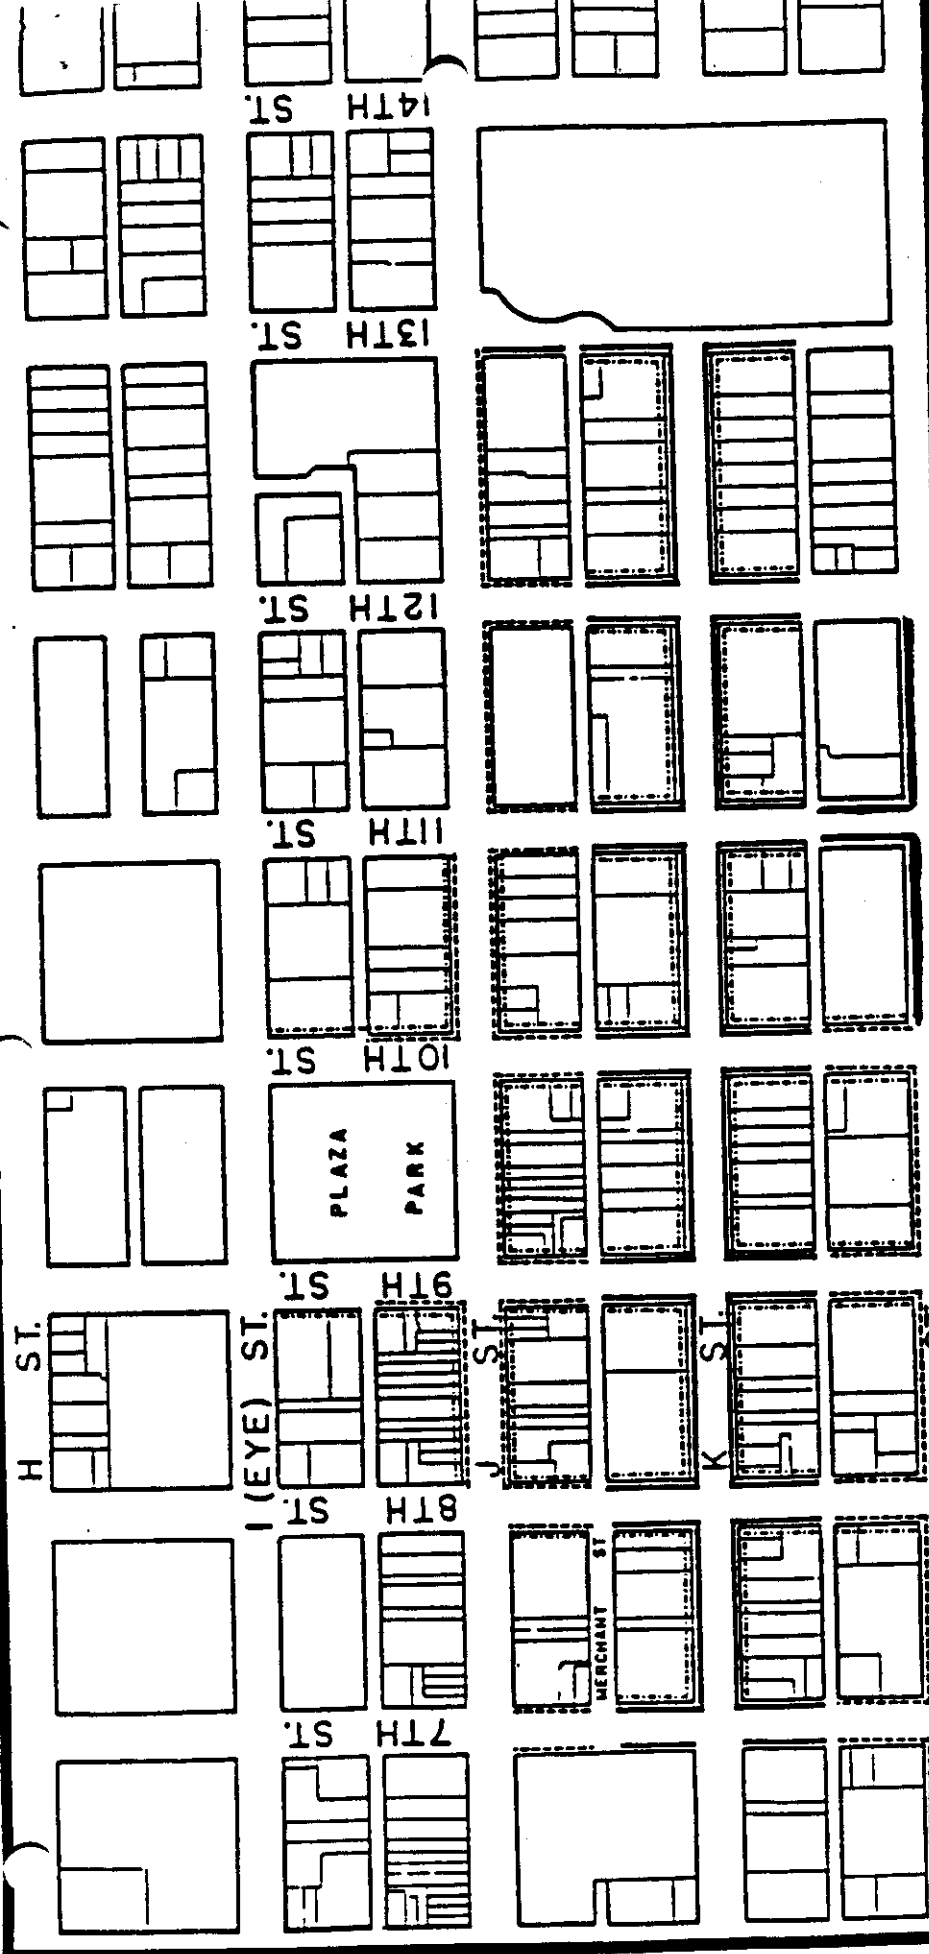 14TH ST.
13TH ST.
12TH ST.
11TH ST.
10TH ST.
PLAZA
PARK
9TH ST.
H ST.
I (EYE) ST.
J ST.
K ST.
8TH ST.
MERCHANT ST
7TH ST.